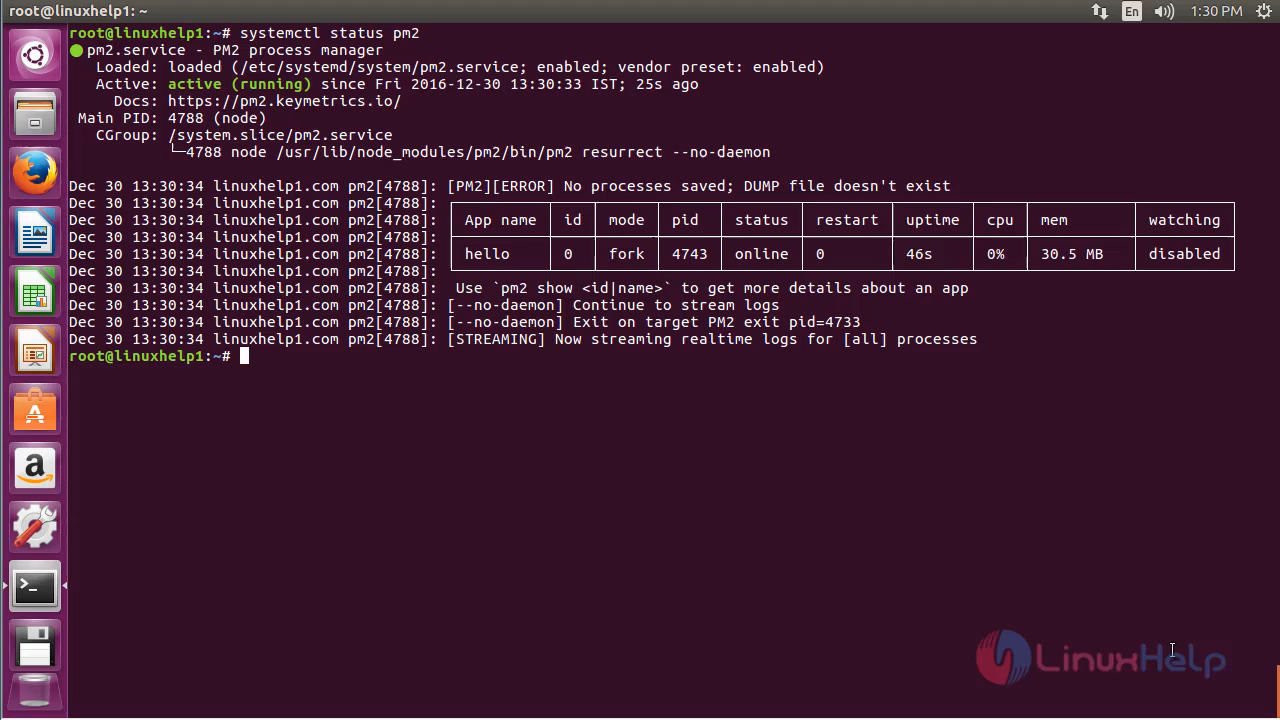 root@linuxhelp1: ~
En
1:30 PM
root@linuxhelp1:~# systemctl status pm2
pm2.service - PM2 process manager
Loaded: loaded (/etc/systemd/system/pm2.service; enabled; vendor preset: enabled)
Active: active (running) since Fri 2016-12-30 13:30:33 IST; 25s ago
Docs: https://pm2.keymetrics.io/
Main PID: 4788 (node)
CGroup: /system.slice/pm2.service
└─4788 node /usr/lib/node_modules/pm2/bin/pm2 resurrect --no-daemon
Dec 30 13:30:34 linuxhelp1.com pm2[4788]: [PM2][ERROR] No processes saved; DUMP file doesn't exist
Dec 30 13:30:34 linuxhelp1.com pm2[4788]:
Dec 30 13:30:34 linuxhelp1.com pm2[4788]: App name id mode pid status restart uptime cpu mem watching
Dec 30 13:30:34 linuxhelp1.com pm2[4788]:
Dec 30 13:30:34 linuxhelp1.com pm2[4788]: hello 0 fork 4743 online 0 46s 0% 30.5 MB disabled
Dec 30 13:30:34 linuxhelp1.com pm2[4788]:
Dec 30 13:30:34 linuxhelp1.com pm2[4788]: Use `pm2 show <id|name>` to get more details about an app
Dec 30 13:30:34 linuxhelp1.com pm2[4788]: [--no-daemon] Continue to stream logs
Dec 30 13:30:34 linuxhelp1.com pm2[4788]: [--no-daemon] Exit on target PM2 exit pid=4733
Dec 30 13:30:34 linuxhelp1.com pm2[4788]: [STREAMING] Now streaming realtime logs for [all] processes
root@linuxhelp1:~#
LinuxHelp